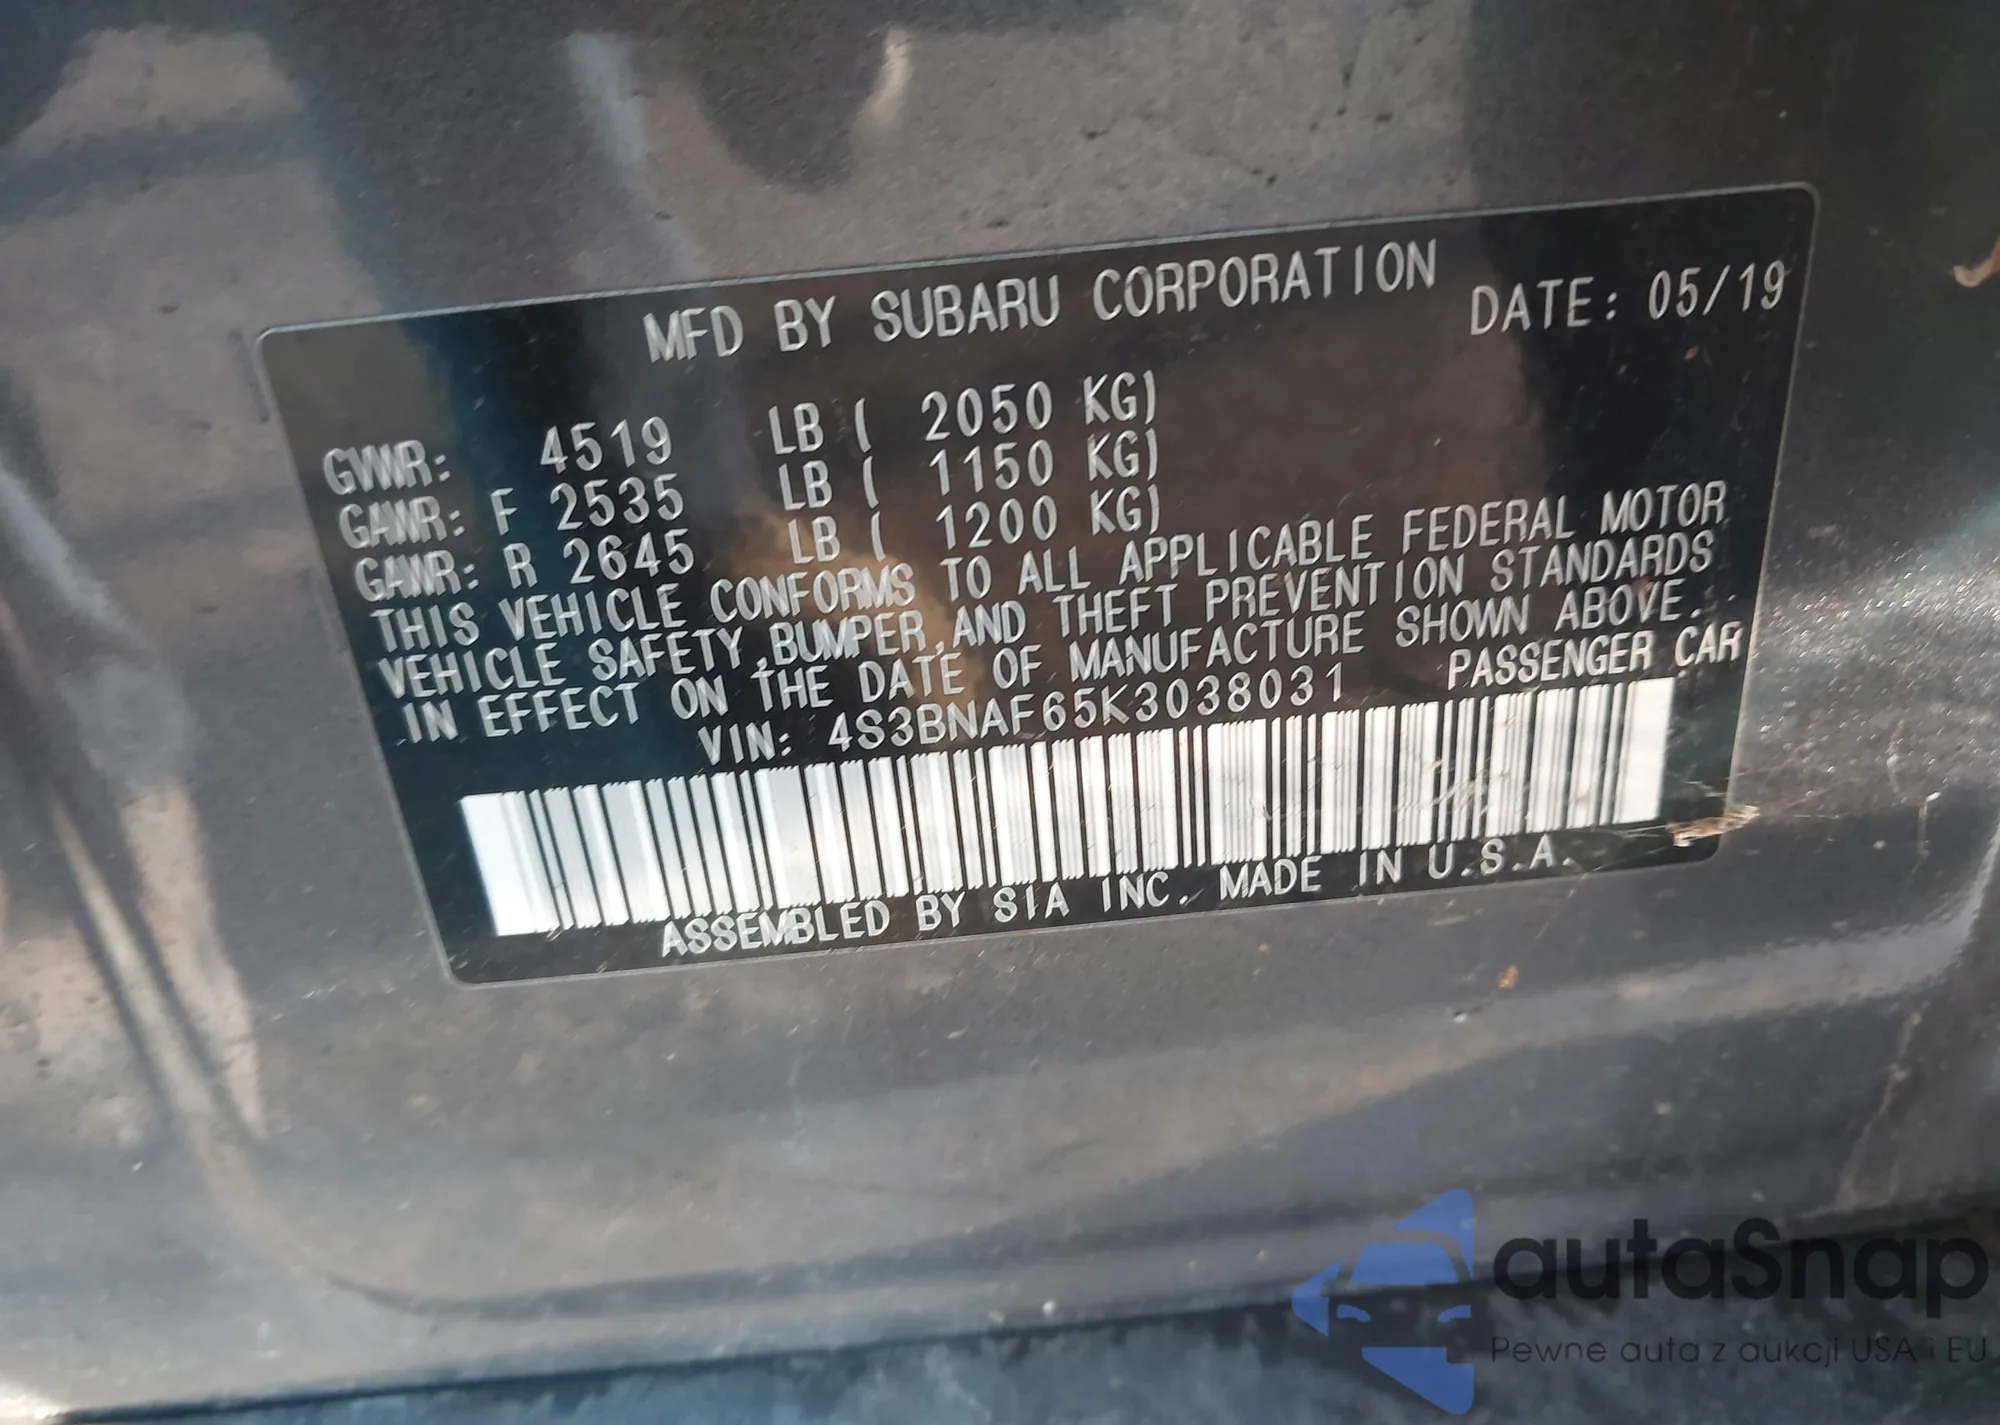 MFD BY SUBARU CORPORATION DATE: 05/19
GVWR: 4519 LB ( 2050 KG)
GAWR: F 2535 LB ( 1150 KG)
GAWR: R 2645 LB ( 1200 KG)
THIS VEHICLE CONFORMS TO ALL APPLICABLE FEDERAL MOTOR
VEHICLE SAFETY,BUMPER,AND THEFT PREVENTION STANDARDS
IN EFFECT ON THE DATE OF MANUFACTURE SHOWN ABOVE.
VIN: 4S3BNAF65K3038031 PASSENGER CAR
ASSEMBLED BY SIA INC. MADE IN U.S.A.
autaSnap
Pewne auta z aukcji USA i EU